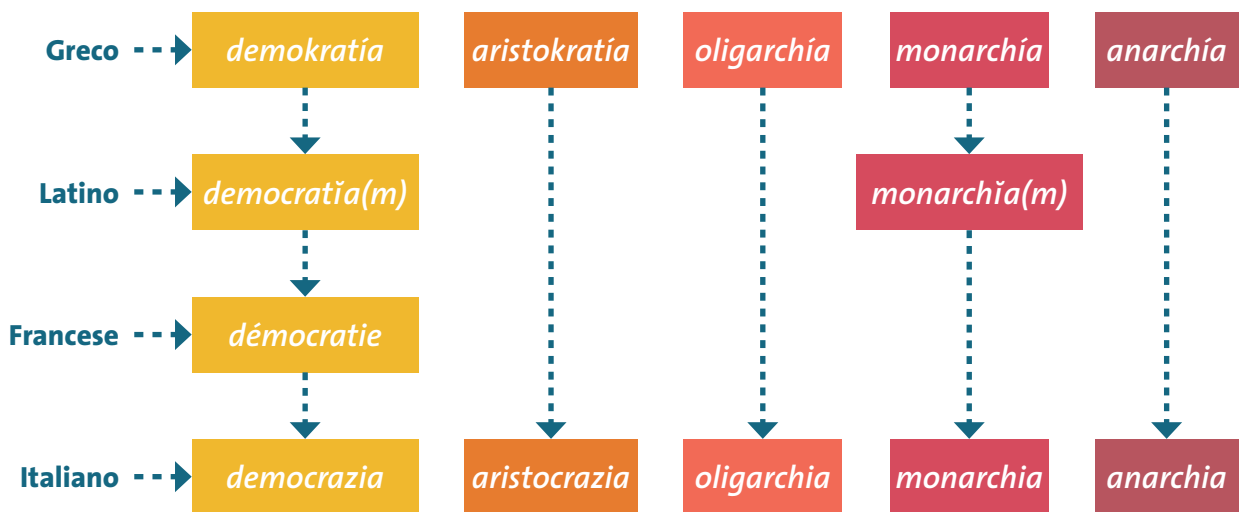 Greco demokratía aristokratía oligarchía monarchía anarchía
Latino democratĭa(m) monarchĭa(m)
Francese démocratie
Italiano democrazia aristocrazia oligarchia monarchia anarchia